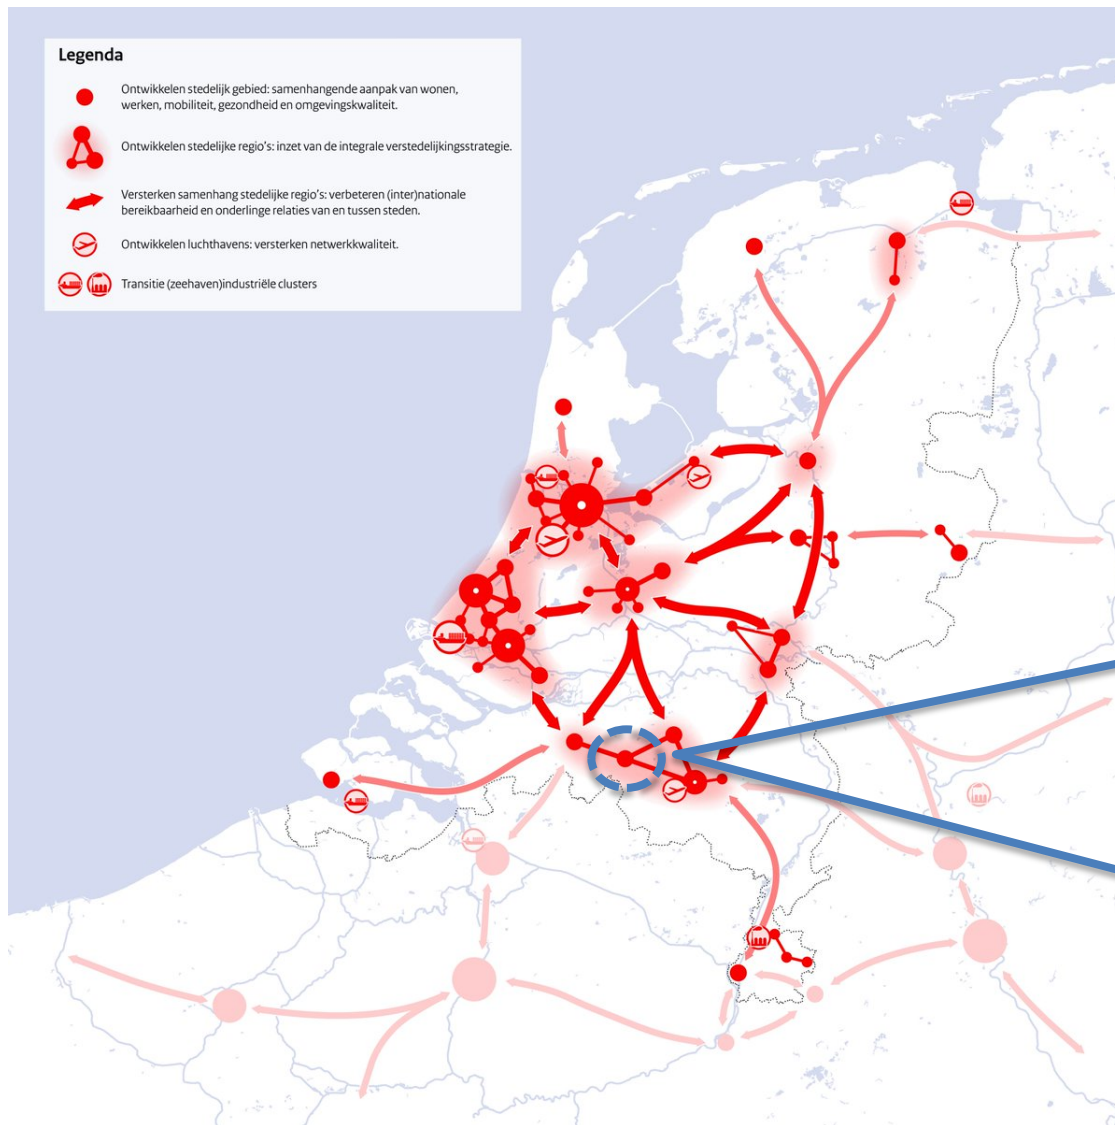 Legenda
Ontwikkelen stedelijk gebied: samenhangende aanpak van wonen,
werken, mobiliteit, gezondheid en omgevingskwaliteit.
Ontwikkelen stedelijke regio's: inzet van de integrale verstedelijkingsstrategie.
Versterken samenhang stedelijke regio's: verbeteren (inter)nationale
bereikbaarheid en onderlinge relaties van en tussen steden.
Ontwikkelen luchthavens: versterken netwerkkwaliteit.
Transitie (zeehaven)industriële clusters